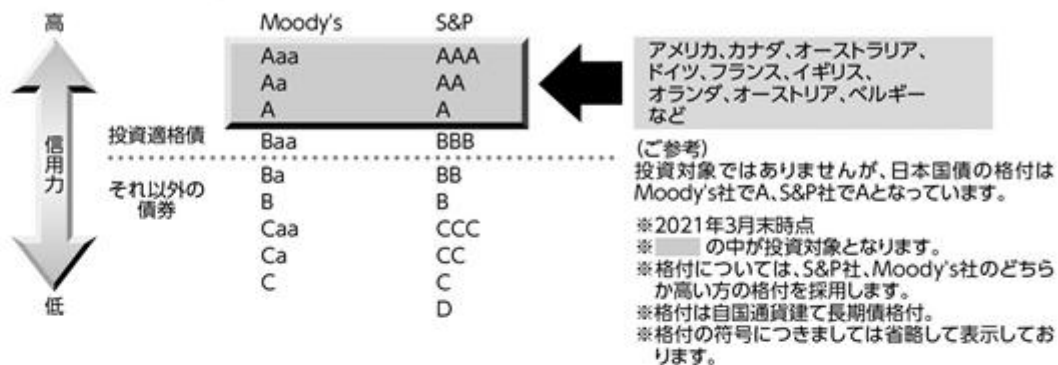 高
Moody's S&P
Aaa AAA
Aa AA
A A
投資適格債 Baa BBB
信用力
それ以外の
債券
Ba BB
B B
Caa CCC
Ca CC
C C
D
低
アメリカ、カナダ、オーストラリア、
ドイツ、フランス、イギリス、
オランダ、オーストリア、ベルギー
など
(ご参考)
投資対象ではありませんが、日本国債の格付は
Moody's社でA、S&P社でAとなっています。
※2021年3月末時点
※ の中が投資対象となります。
※格付については、S&P社、Moody's社のどちら
か高い方の格付を採用します。
※格付は自国通貨建て長期債格付。
※格付の符号につきましては省略して表示してお
ります。